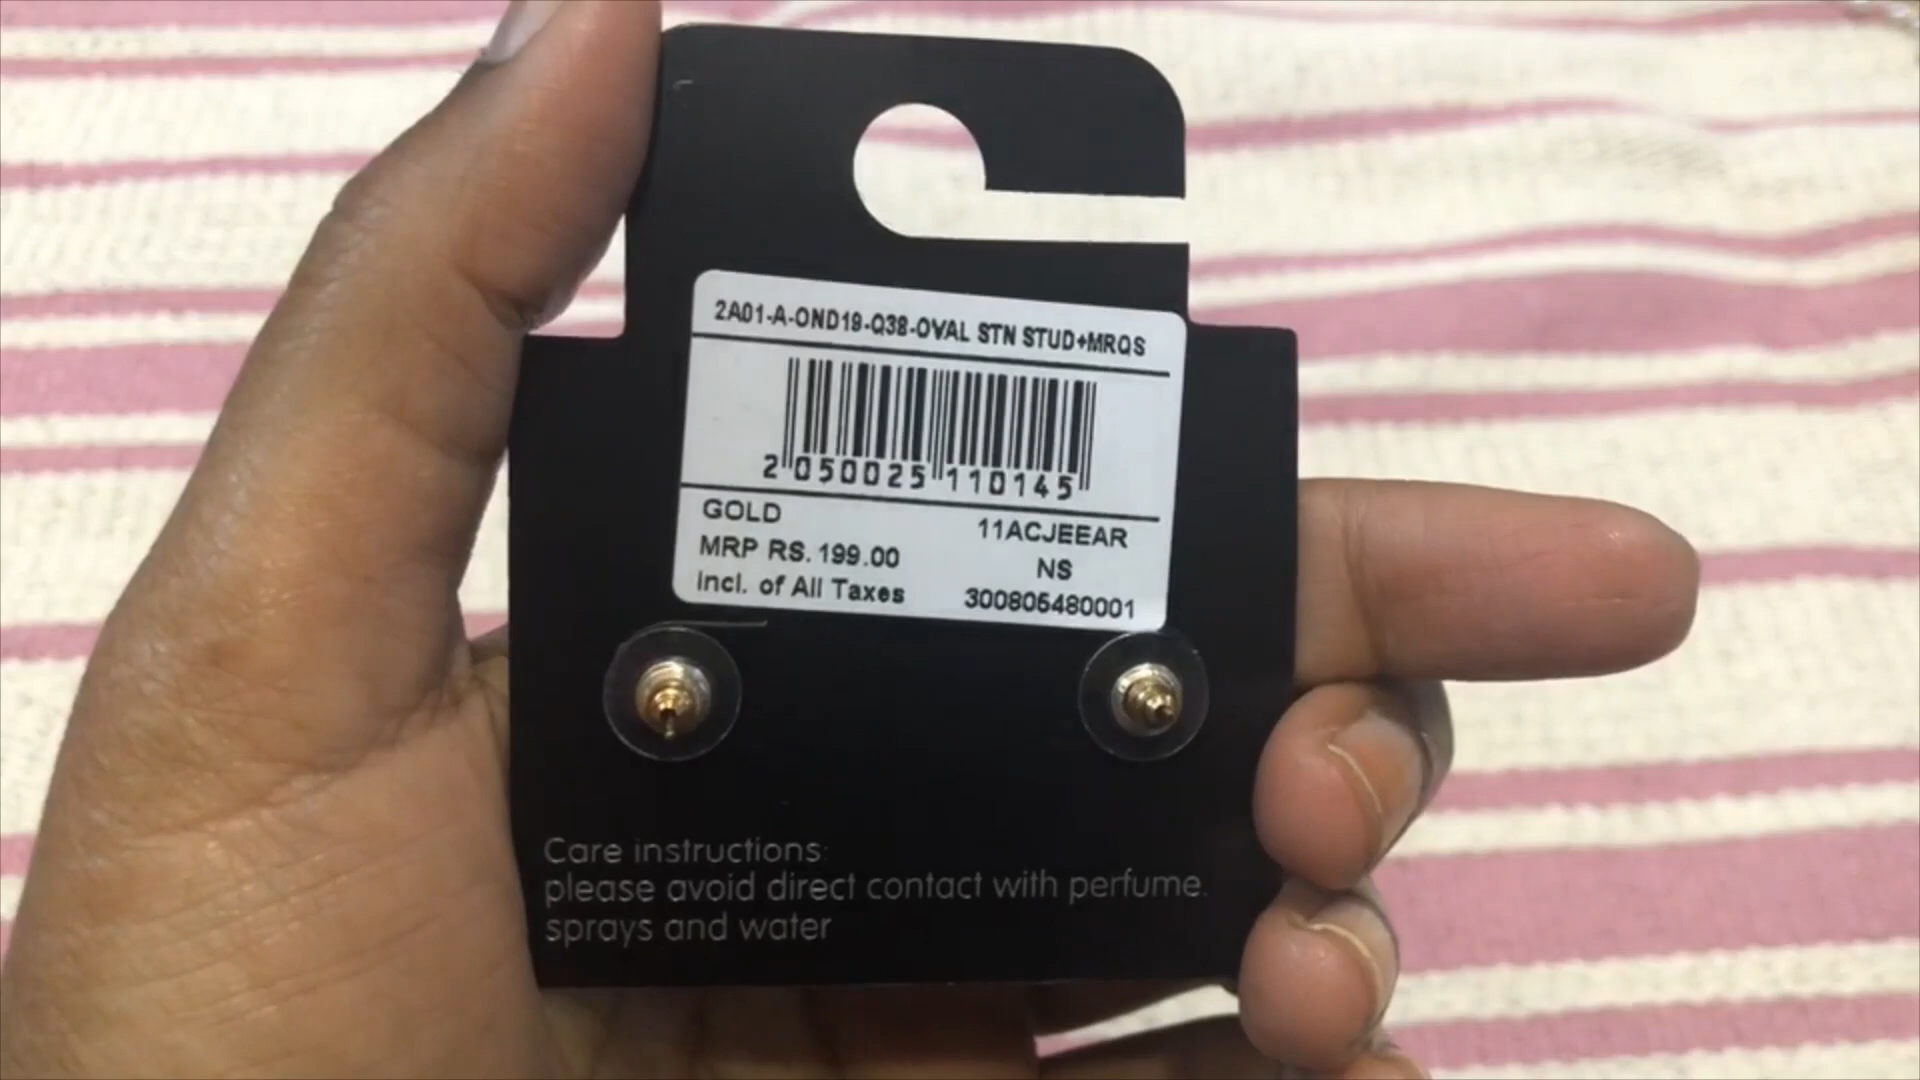 2A01-A-OND19-Q38-OVAL STN STUD+MRQS
2 050025 110145
GOLD 11ACJEEAR
MRP RS. 199.00 NS
Incl. of All Taxes 300805480001
Care instructions:
please avoid direct contact with perfume.
sprays and water